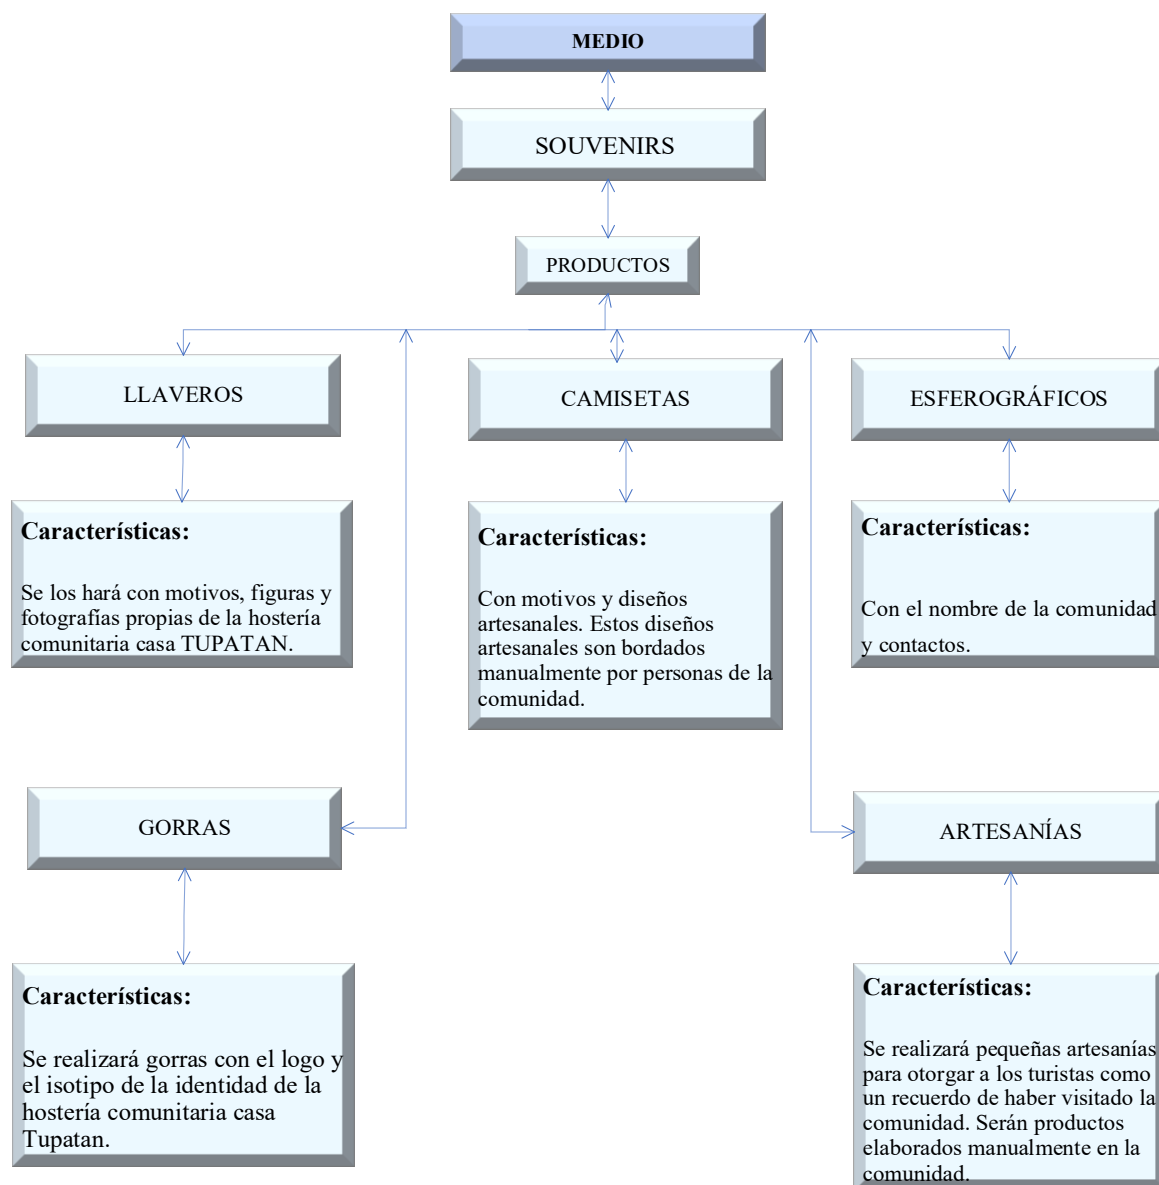 MEDIO
SOUVENIRS
PRODUCTOS
LLAVEROS
CAMISETAS
ESFEROGRÁFICOS
Características:
Se los hará con motivos, figuras y
fotografías propias de la hostería
comunitaria casa TUPATAN.
Características:
Con motivos y diseños
artesanales. Estos diseños
artesanales son bordados
manualmente por personas de la
comunidad.
Características:
Con el nombre de la comunidad
y contactos.
GORRAS
ARTESANÍAS
Características:
Se realizará gorras con el logo y
el isotipo de la identidad de la
hostería comunitaria casa
Tupatan.
Características:
Se realizará pequeñas artesanías
para otorgar a los turistas como
un recuerdo de haber visitado la
comunidad. Serán productos
elaborados manualmente en la
comunidad.